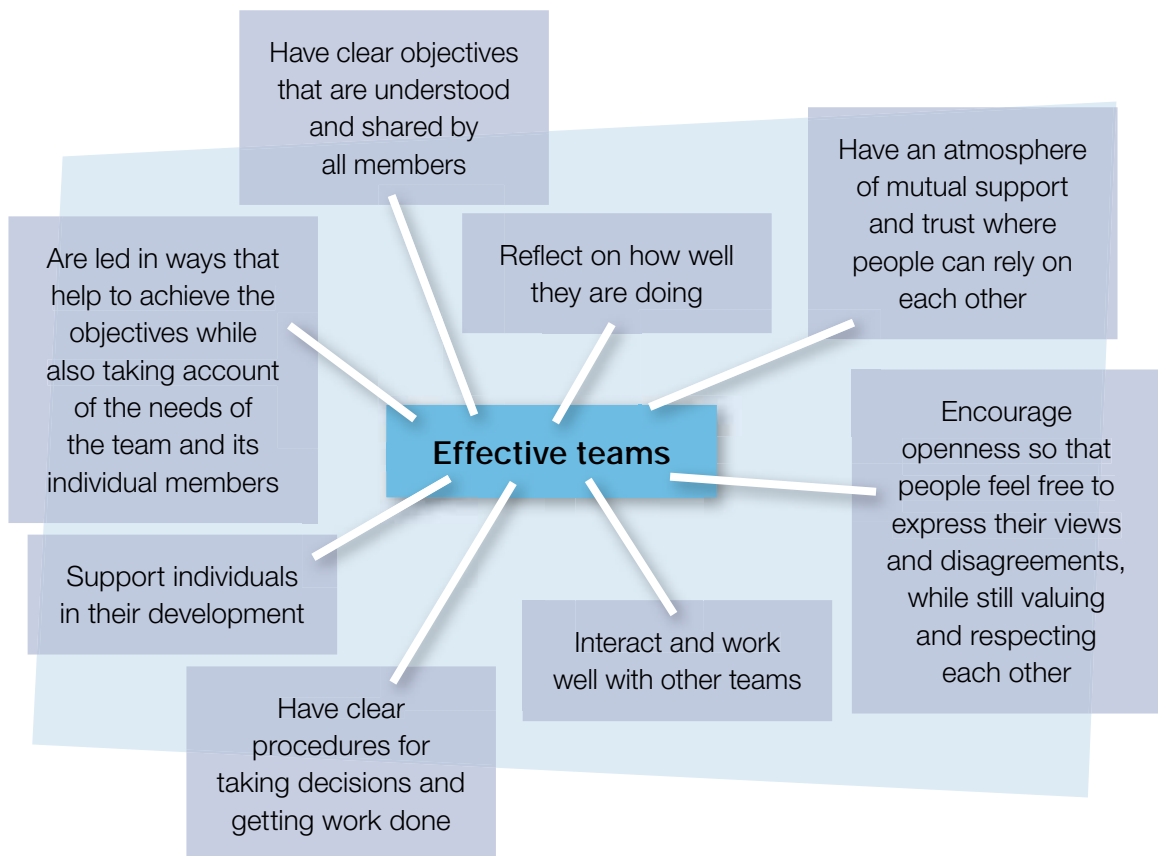 Have clear objectives
that are understood
and shared by
all members
Have an atmosphere
of mutual support
and trust where
people can rely on
each other
Reflect on how well
they are doing
Are led in ways that
help to achieve the
objectives while
also taking account
of the needs of
the team and its
individual members
Effective teams
Encourage
openness so that
people feel free to
express their views
and disagreements,
while still valuing
and respecting
each other
Support individuals
in their development
Interact and work
well with other teams
Have clear
procedures for
taking decisions and
getting work done